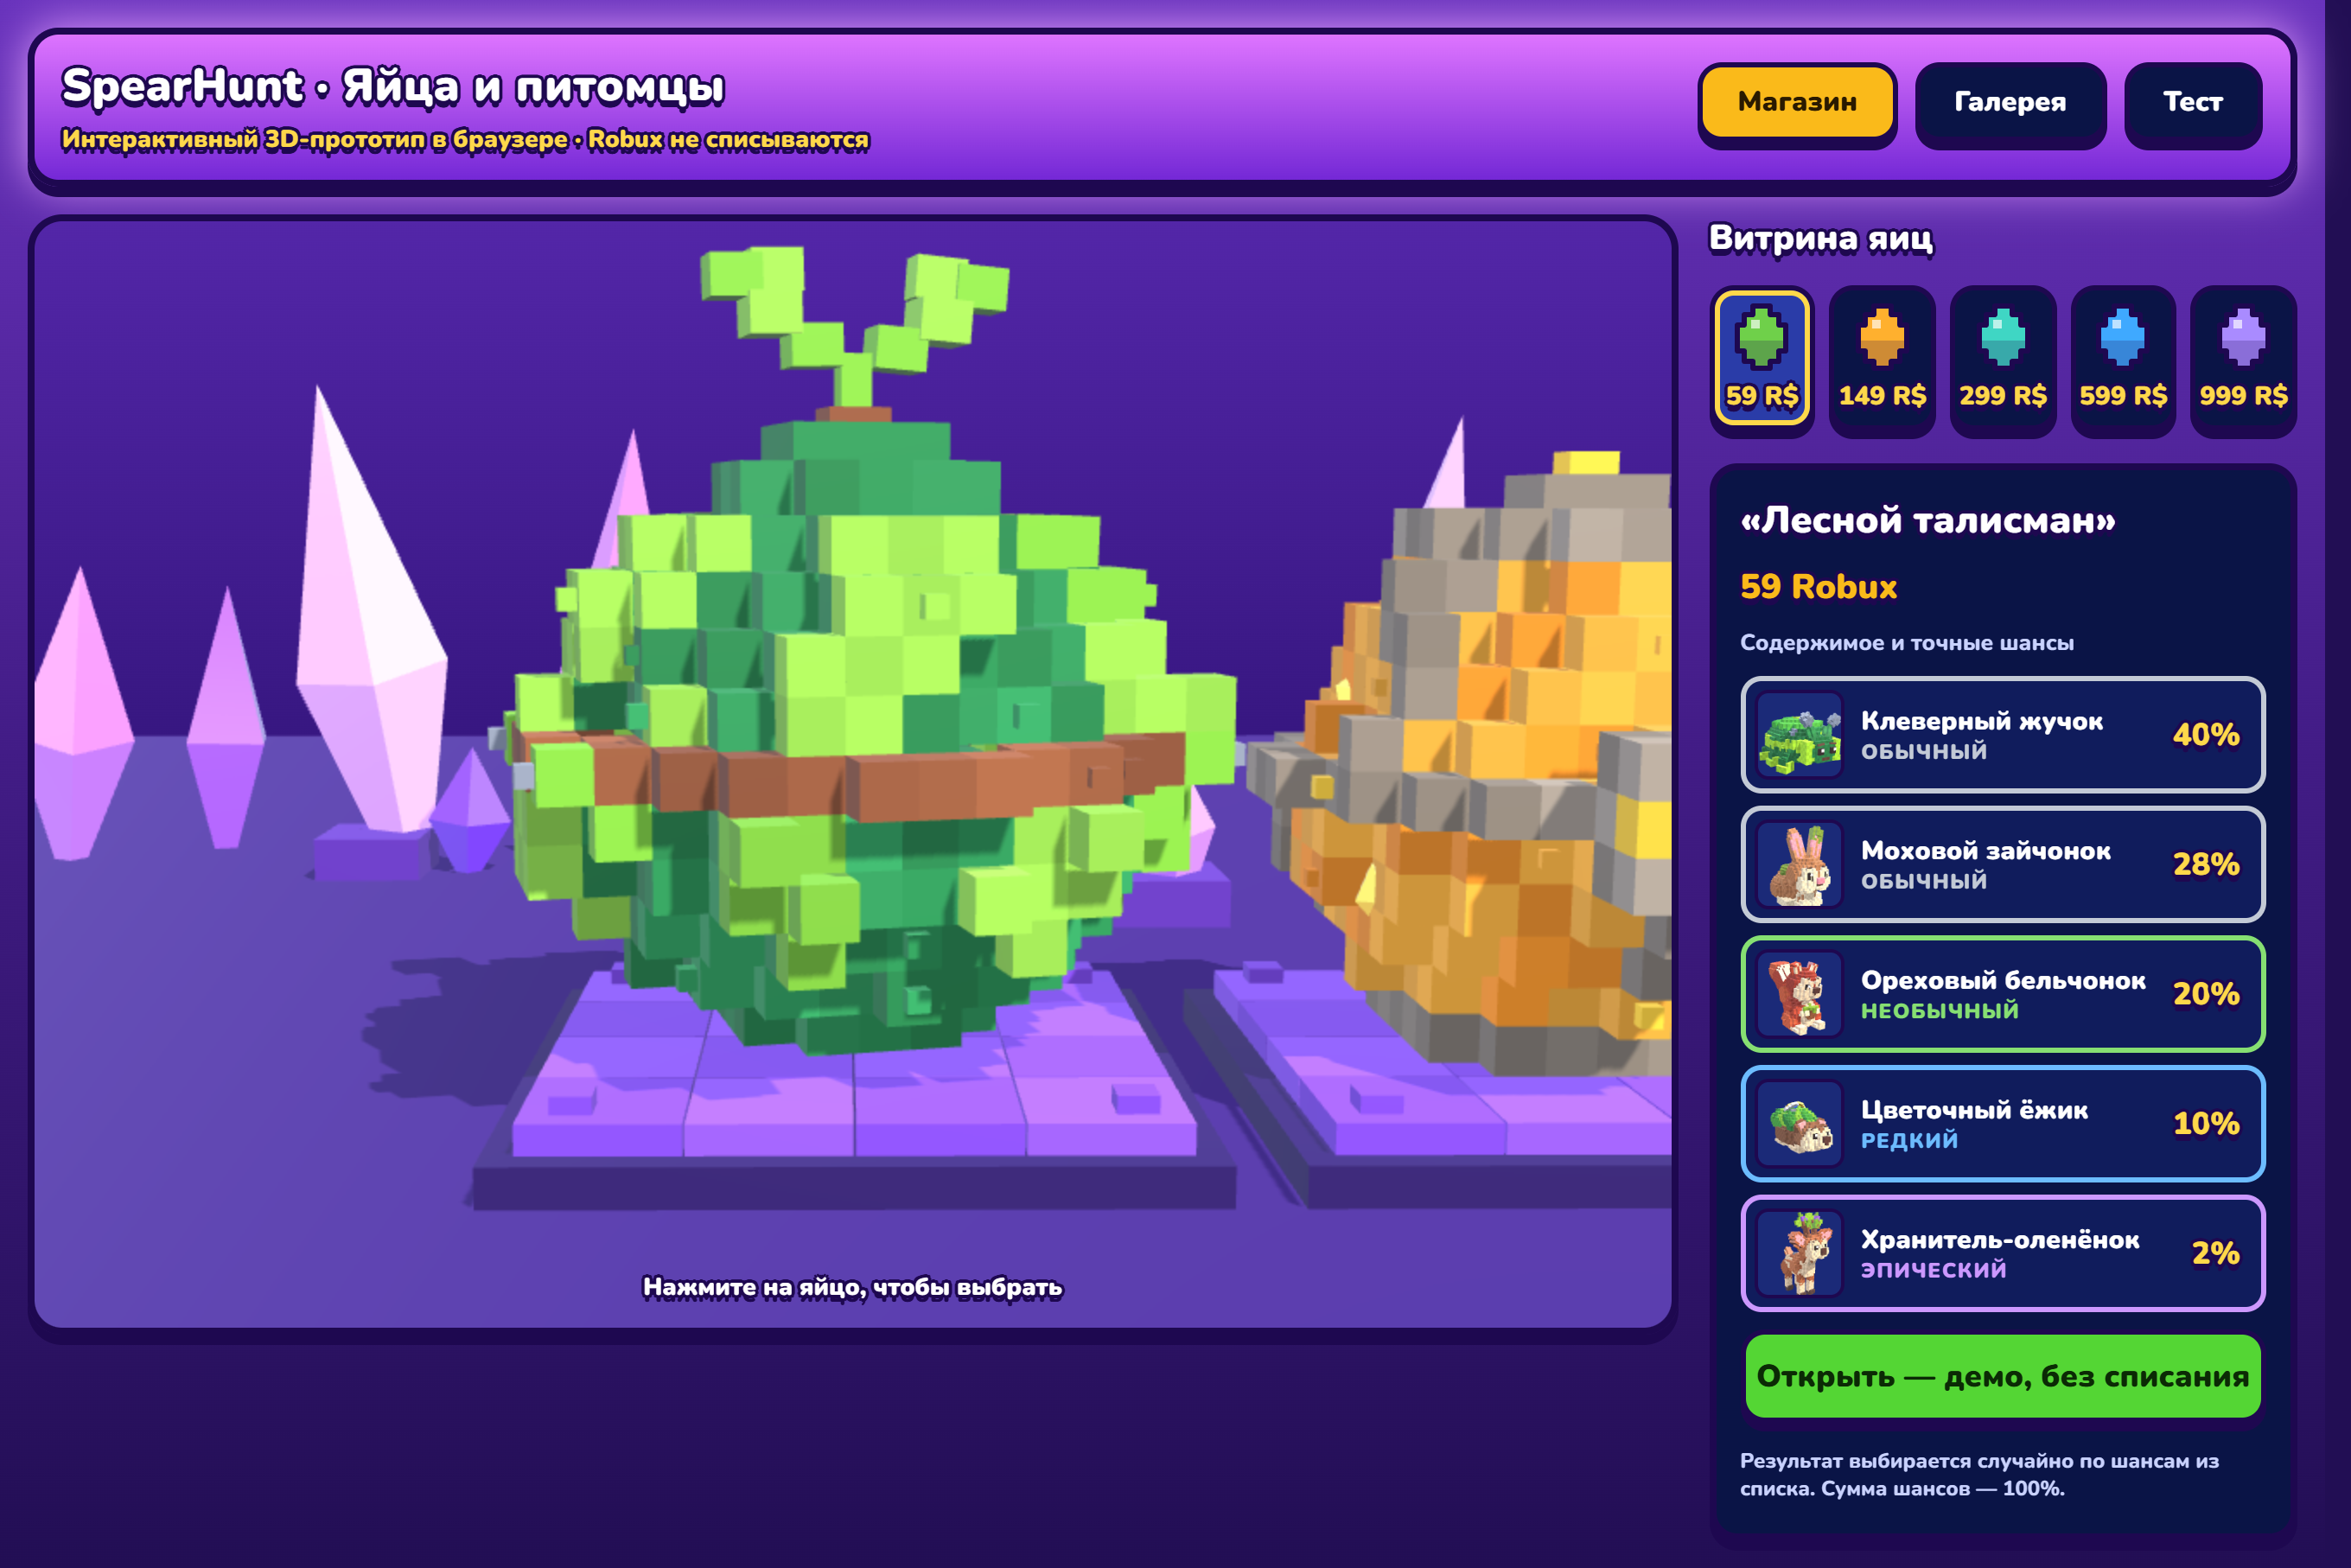 SpearHunt · Яйца и питомцы
Интерактивный 3D-прототип в браузере · Robux не списываются
Магазин
Галерея
Тест
Витрина яиц
59 R$
149 R$
299 R$
599 R$
999 R$
«Лесной талисман»
59 Robux
Содержимое и точные шансы
Клеверный жучок
ОБЫЧНЫЙ
40%
Моховой зайчонок
ОБЫЧНЫЙ
28%
Ореховый бельчонок
НЕОБЫЧНЫЙ
20%
Цветочный ёжик
РЕДКИЙ
10%
Хранитель-оленёнок
ЭПИЧЕСКИЙ
2%
Открыть — демо, без списания
Результат выбирается случайно по шансам из
списка. Сумма шансов — 100%.
Нажмите на яйцо, чтобы выбрать